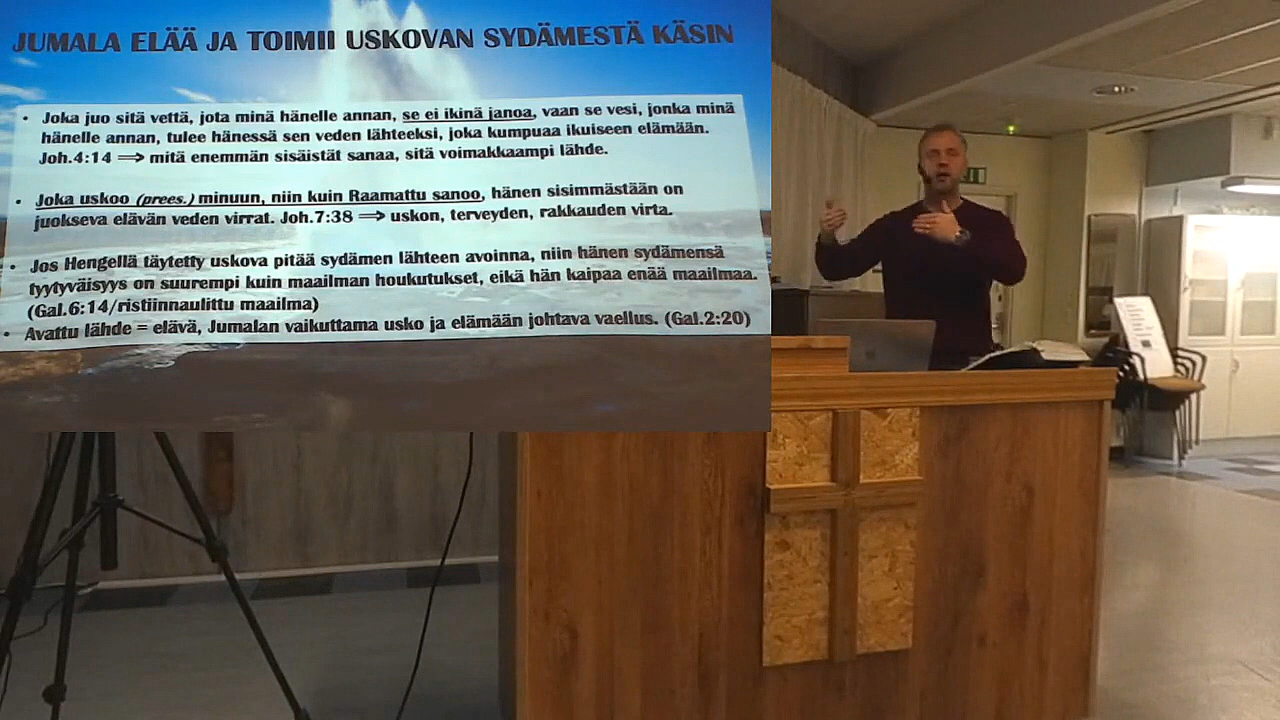 JUMALA ELÄÄ JA TOIMII USKOVAN SYDÄMESTÄ KÄSIN
• Joka juo sitä vettä, jota minä hänelle annan, se ei ikinä janoa, vaan se vesi, jonka minä
hänelle annan, tulee hänessä sen veden lähteeksi, joka kumpuaa ikuiseen elämään.
Joh.4:14 ⟹ mitä enemmän sisäistät sanaa, sitä voimakkaampi lähde.
• Joka uskoo (prees.) minuun, niin kuin Raamattu sanoo, hänen sisimmästään on
juokseva elävän veden virrat. Joh.7:38 ⟹ uskon, terveyden, rakkauden virta.
• Jos Hengellä täytetty uskova pitää sydämen lähteen avoinna, niin hänen sydämensä
tyytyväisyys on suurempi kuin maailman houkutukset, eikä hän kaipaa enää maailmaa.
(Gal.6:14/ristiinnaulittu maailma)
• Avattu lähde = elävä, Jumalan vaikuttama usko ja elämään johtava vaellus. (Gal.2:20)